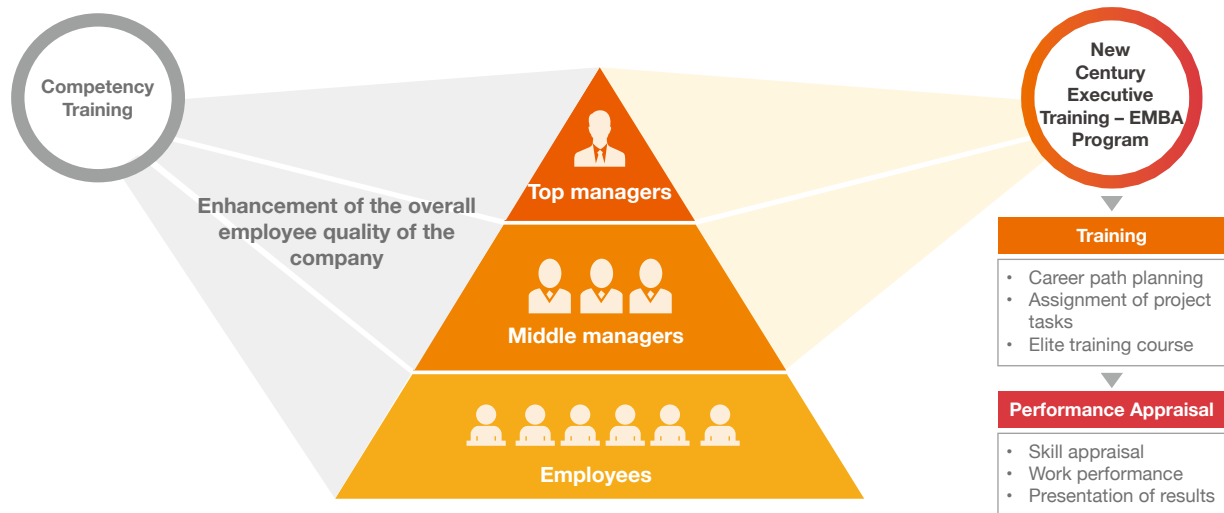 Competency
Training
Enhancement of the overall
employee quality of the
company
Top managers
Middle managers
Employees
New
Century
Executive
Training – EMBA
Program
Training
• Career path planning
• Assignment of project
tasks
• Elite training course
Performance Appraisal
• Skill appraisal
• Work performance
• Presentation of results